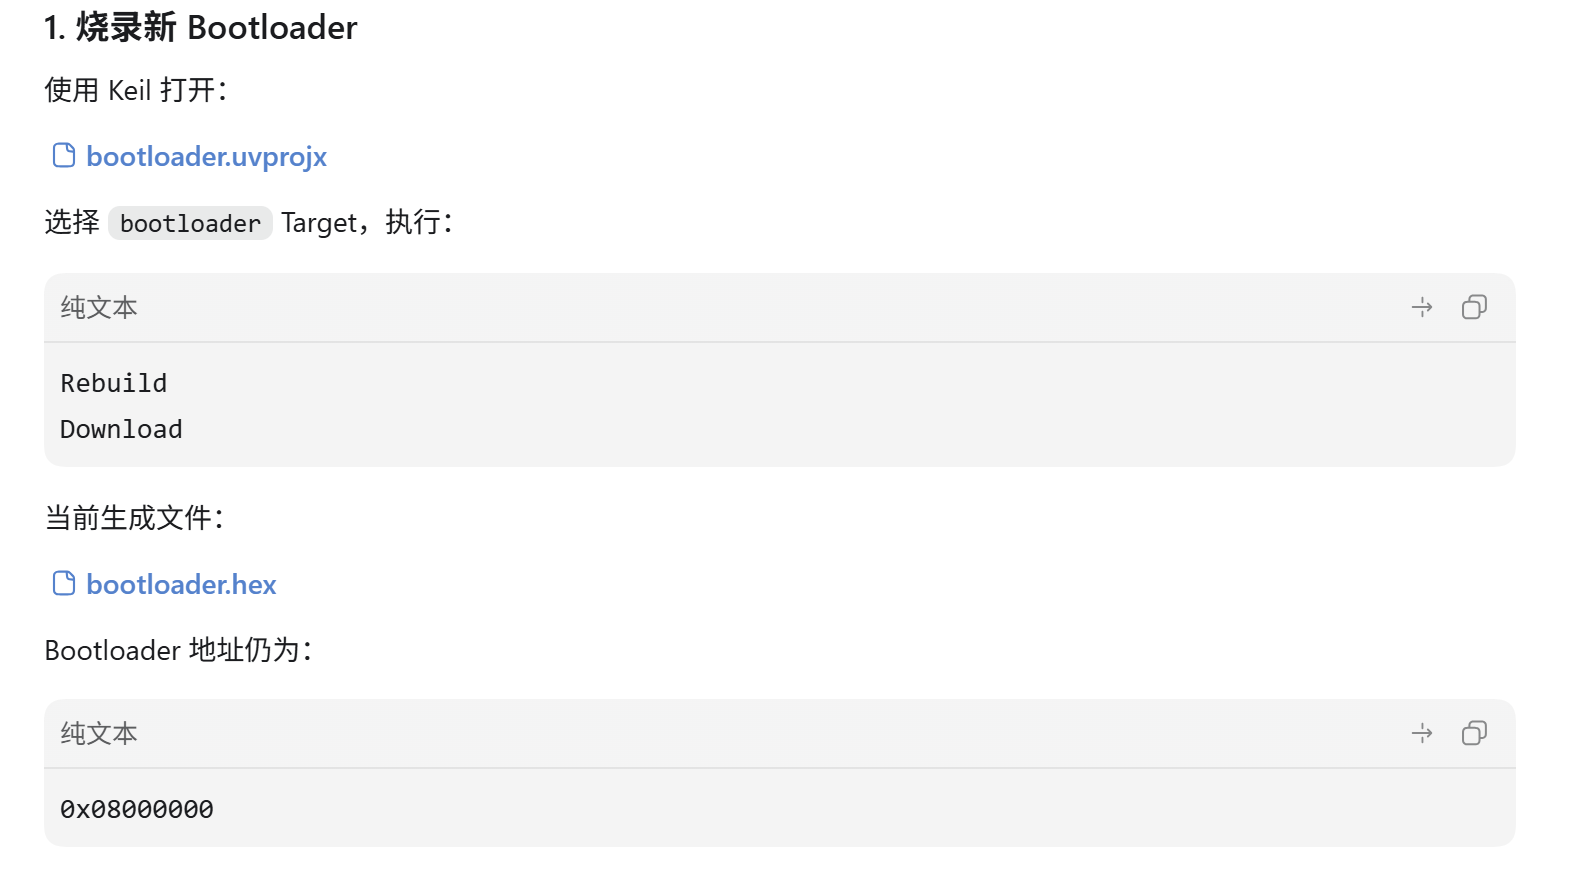 1. 烧录新 Bootloader
使用 Keil 打开：
bootloader.uvprojx
选择 bootloader Target，执行：
纯文本
Rebuild
Download
当前生成文件：
bootloader.hex
Bootloader 地址仍为：
纯文本
0x08000000